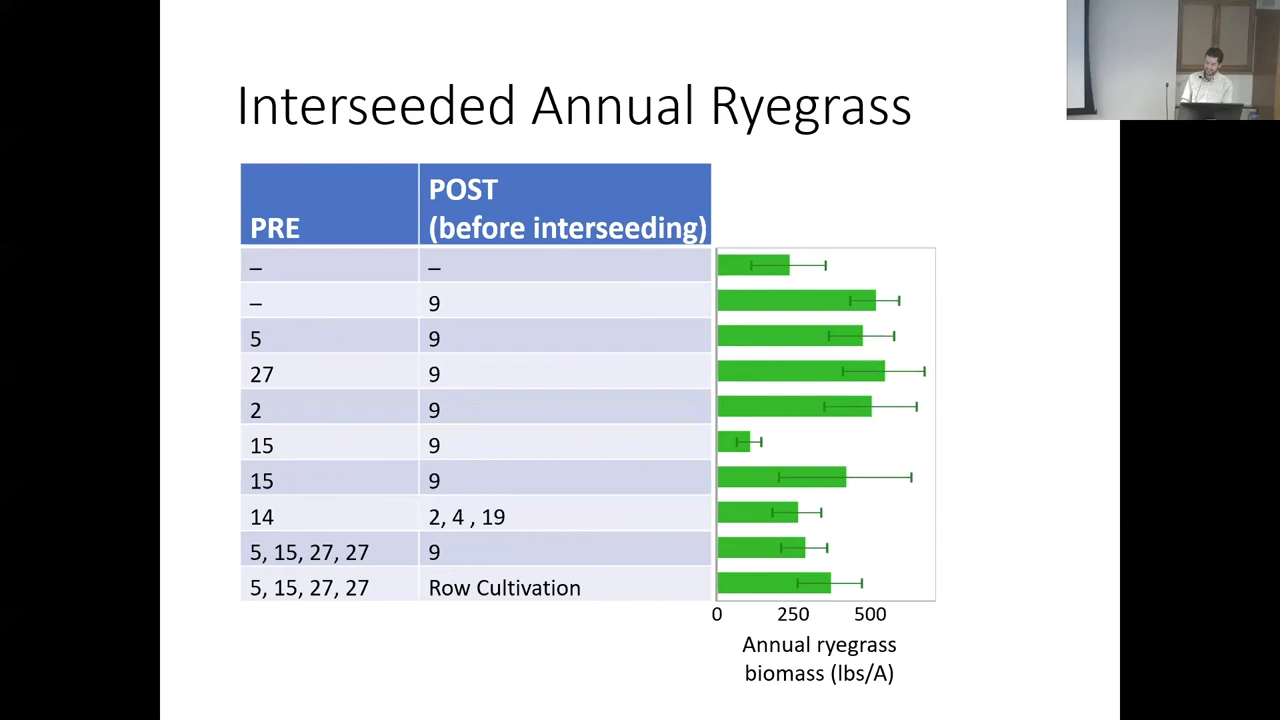 Interseeded Annual Ryegrass
POST
PRE (before interseeding)
– –
– 9
5 9
27 9
2 9
15 9
15 9
14 2, 4 , 19
5, 15, 27, 27 9
5, 15, 27, 27 Row Cultivation
0 250 500
Annual ryegrass
biomass (lbs/A)